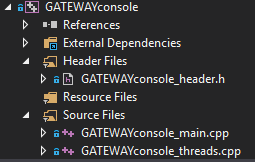 GATEWAYconsole
References
External Dependencies
Header Files
GATEWAYconsole_header.h
Resource Files
Source Files
GATEWAYconsole_main.cpp
GATEWAYconsole_threads.cpp